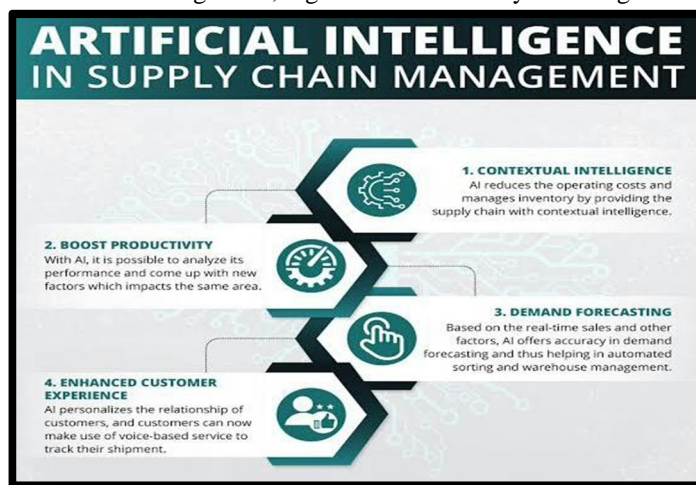 ARTIFICIAL INTELLIGENCE
IN SUPPLY CHAIN MANAGEMENT
1. CONTEXTUAL INTELLIGENCE
AI reduces the operating costs and
manages inventory by providing the
supply chain with contextual intelligence.
2. BOOST PRODUCTIVITY
With AI, it is possible to analyze its
performance and come up with new
factors which impacts the same area.
3. DEMAND FORECASTING
Based on the real-time sales and other
factors, AI offers accuracy in demand
forecasting and thus helping in automated
sorting and warehouse management.
4. ENHANCED CUSTOMER
EXPERIENCE
AI personalizes the relationship of
customers, and customers can now
make use of voice-based service to
track their shipment.